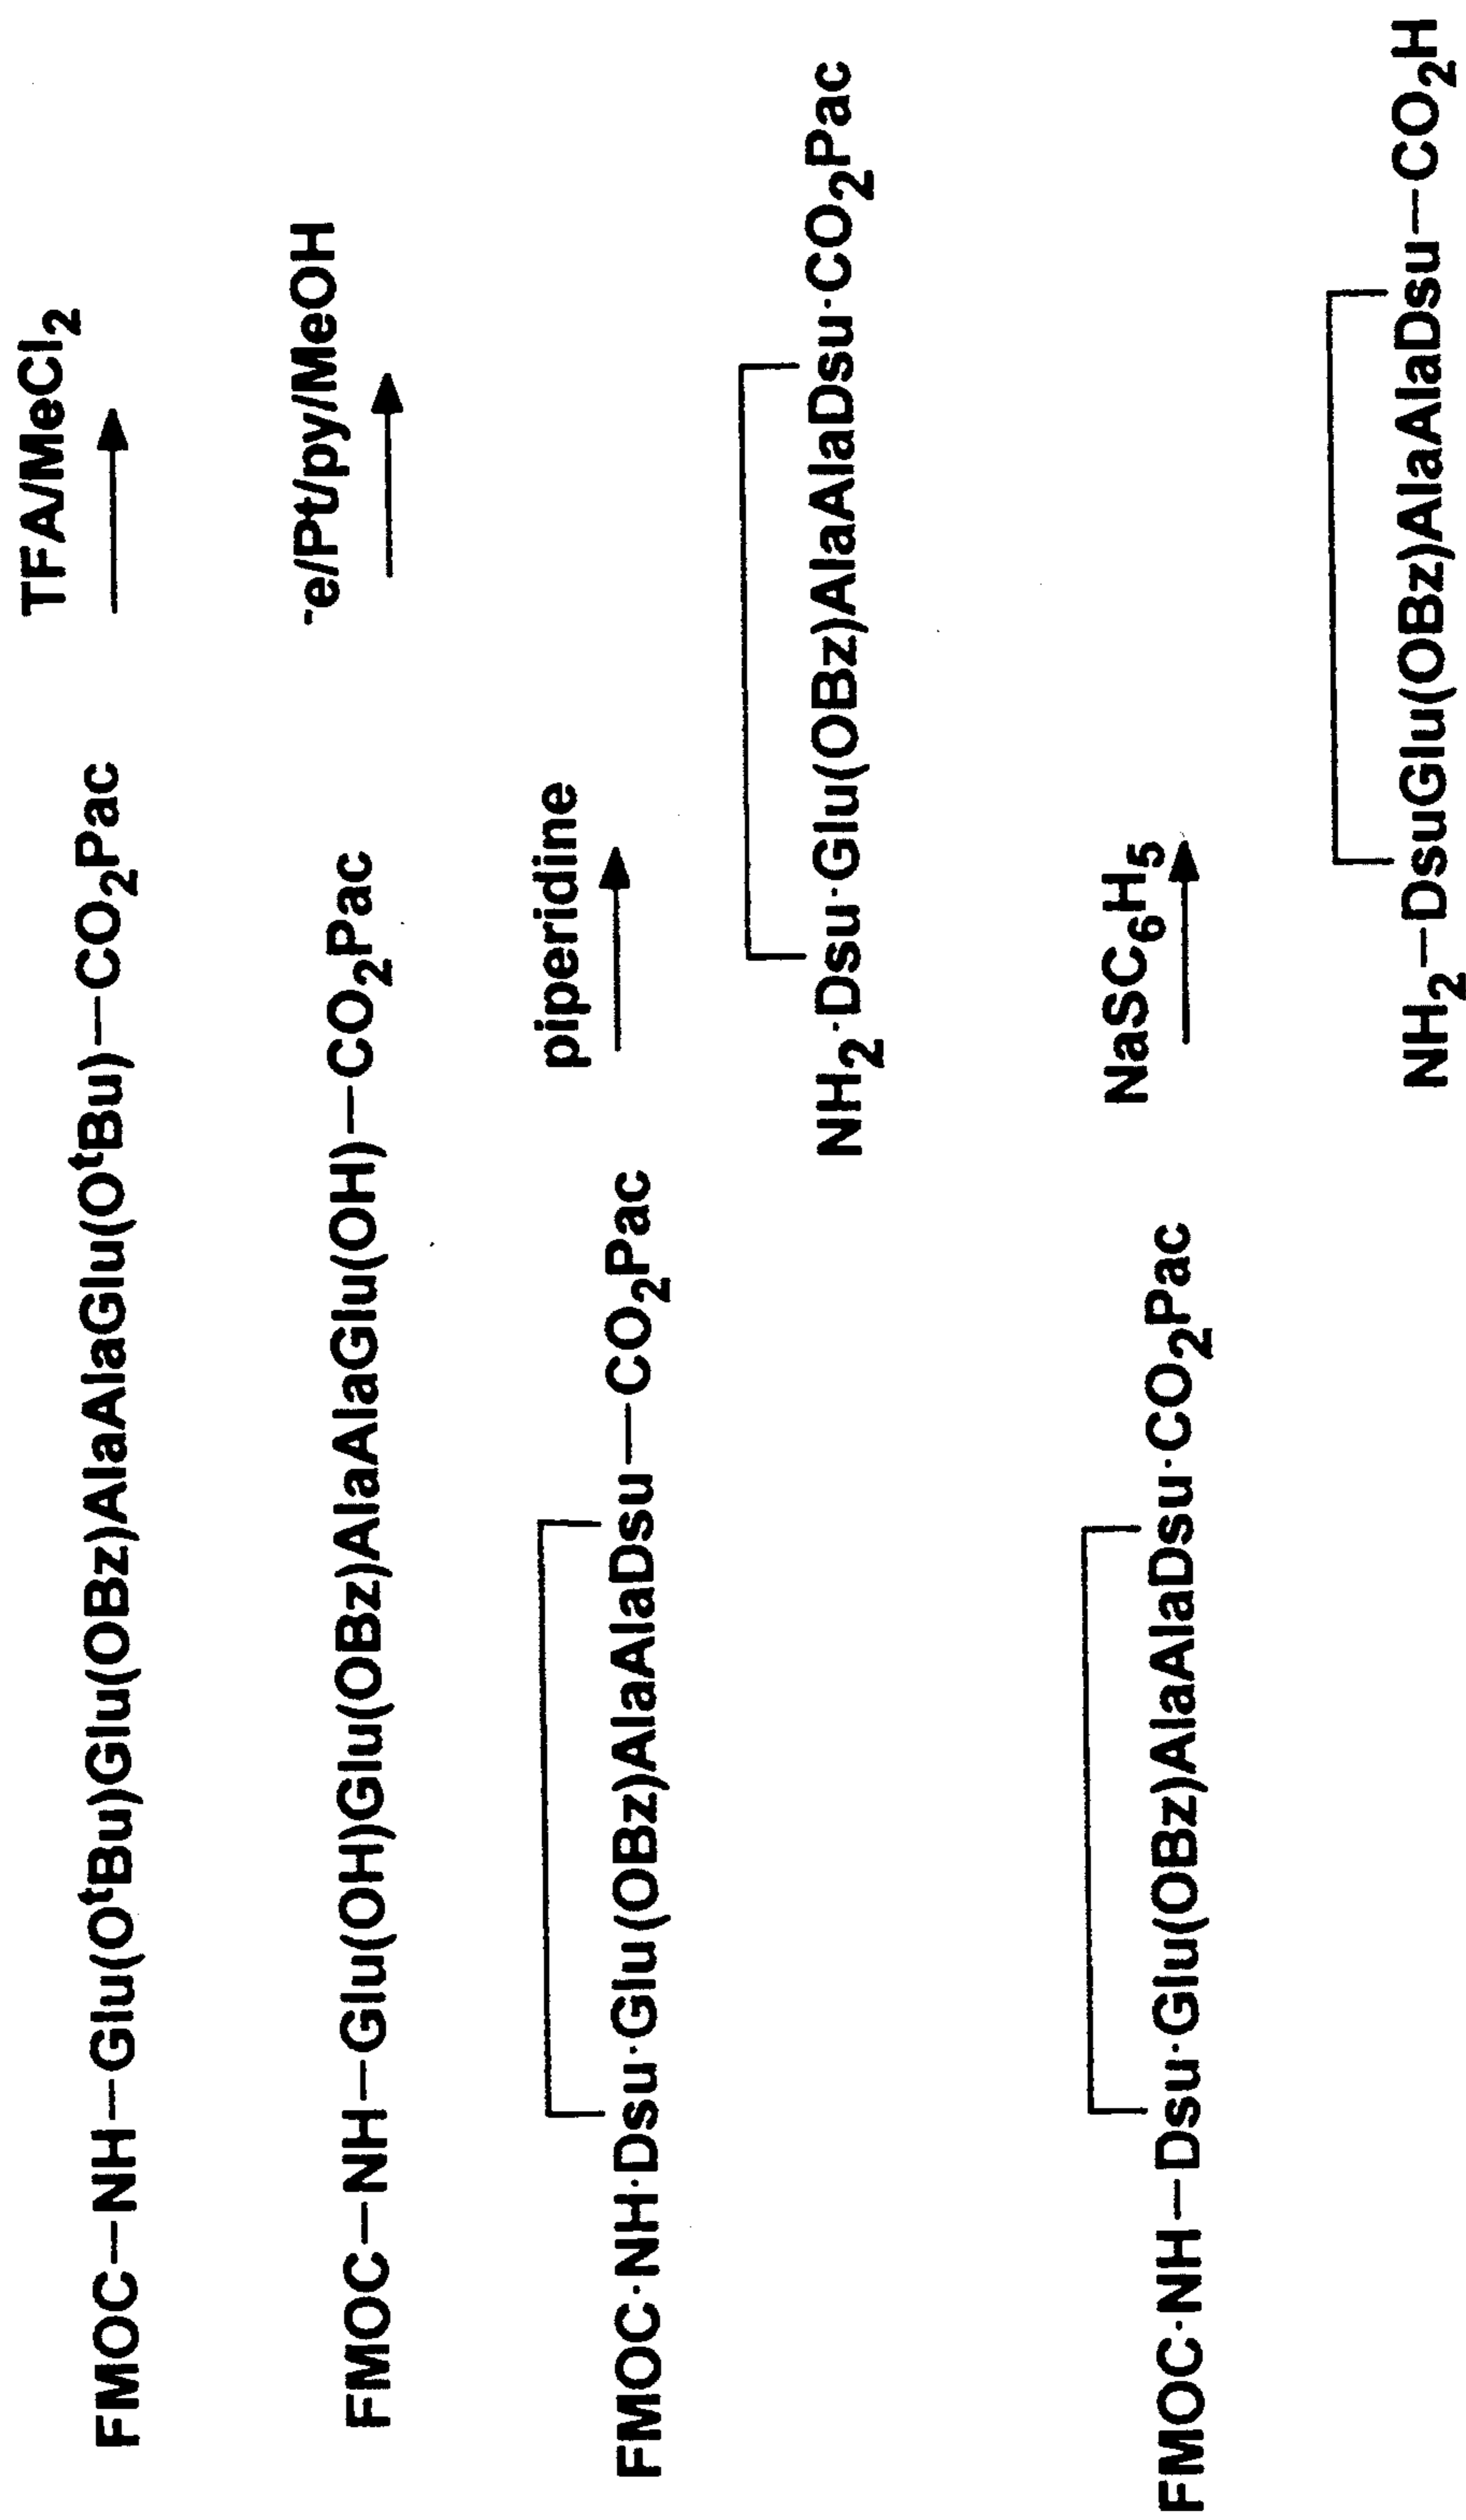 FMOC—NH—Glu(OᵗBu)Glu(OBz)AlaAlaGlu(OᵗBu)—CO₂Pac TFA/MeCl₂
FMOC—NH—Glu(OH)Glu(OBz)AlaAlaGlu(OH)—CO₂Pac -e/Pt/py/MeOH
FMOC·NH·Dsu·Glu(OBz)AlaAlaDsu—CO₂Pac piperidine
NH₂·Dsu·Glu(OBz)AlaAlaDsu·CO₂Pac
FMOC·NH—Dsu·Glu(OBz)AlaAlaDsu·CO₂Pac NaSC₆H₅
NH₂—DsuGlu(OBz)AlaAlaDsu—CO₂H